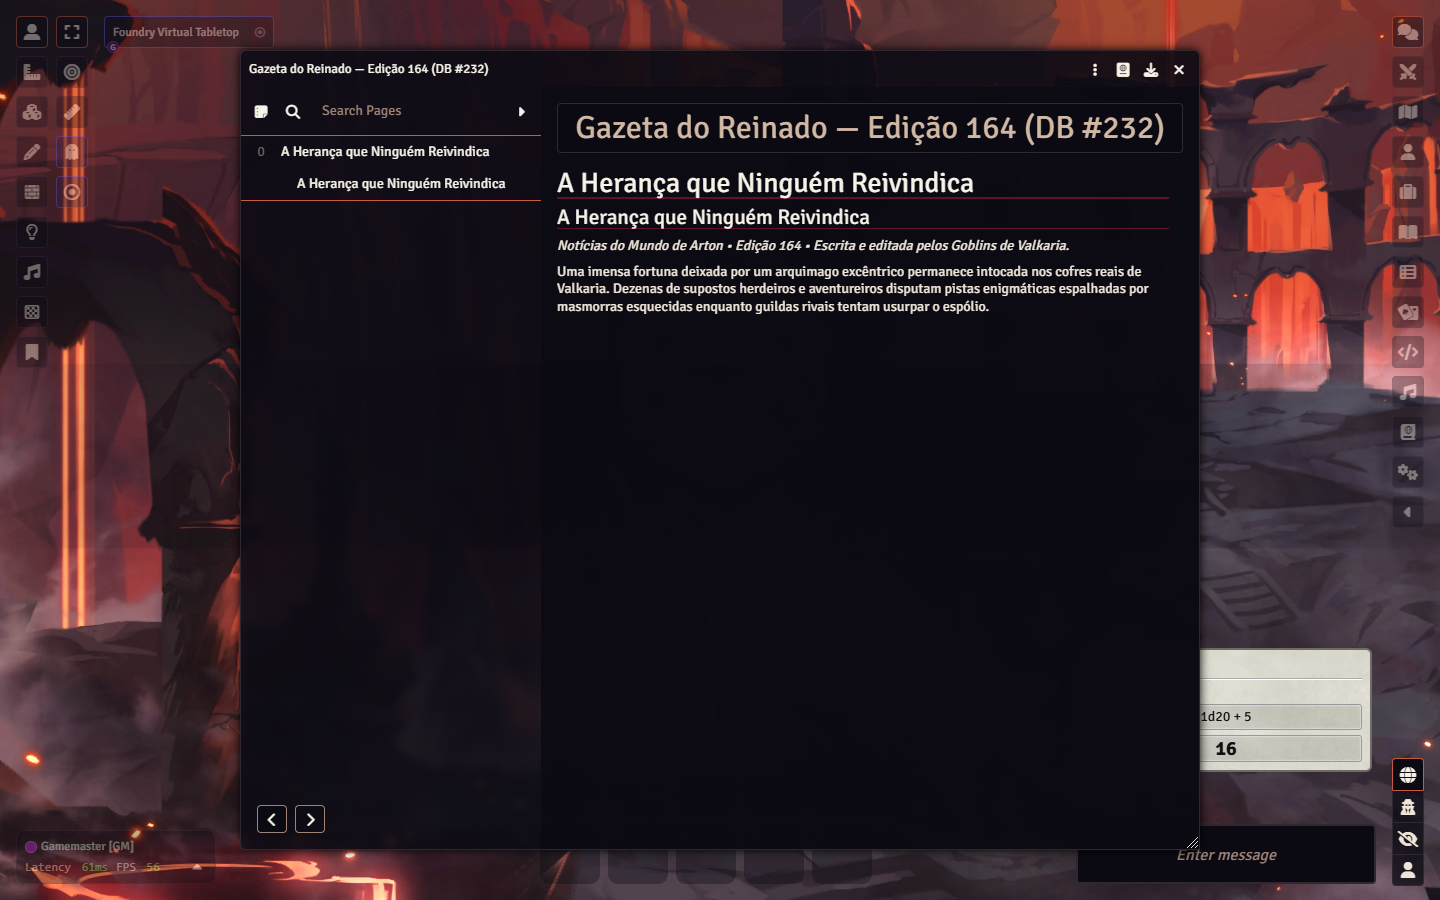 Foundry Virtual Tabletop
G
Gazeta do Reinado — Edição 164 (DB #232)
Search Pages
0 A Herança que Ninguém Reivindica
A Herança que Ninguém Reivindica
Gazeta do Reinado — Edição 164 (DB #232)
A Herança que Ninguém Reivindica
A Herança que Ninguém Reivindica
Notícias do Mundo de Arton • Edição 164 • Escrita e editada pelos Goblins de Valkaria.
Uma imensa fortuna deixada por um arquimago excêntrico permanece intocada nos cofres reais de
Valkaria. Dezenas de supostos herdeiros e aventureiros disputam pistas enigmáticas espalhadas por
masmorras esquecidas enquanto guildas rivais tentam usurpar o espólio.
1d20 + 5
16
Enter message
Gamemaster [GM]
Latency 61ms FPS 56